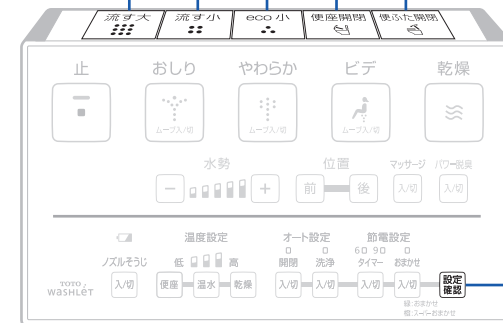 流す大 流す小 eco小 便座開閉 便ふた開閉
止 おしり やわらか ビデ 乾燥
ムーブ入/切 ムーブ入/切 ムーブ入/切
水勢 位置 マッサージ パワー脱臭
− + 前 後 入/切 入/切
温度設定 オート設定 節電設定
6 9
ノズルそうじ 低 高 開閉 洗浄 タイマー おまかせ
TOTO
WASHLET
入/切 便座 温水 乾燥 入/切 入/切 入/切 入/切 設定確認
緑:おまかせ
橙:スーパーおまかせ